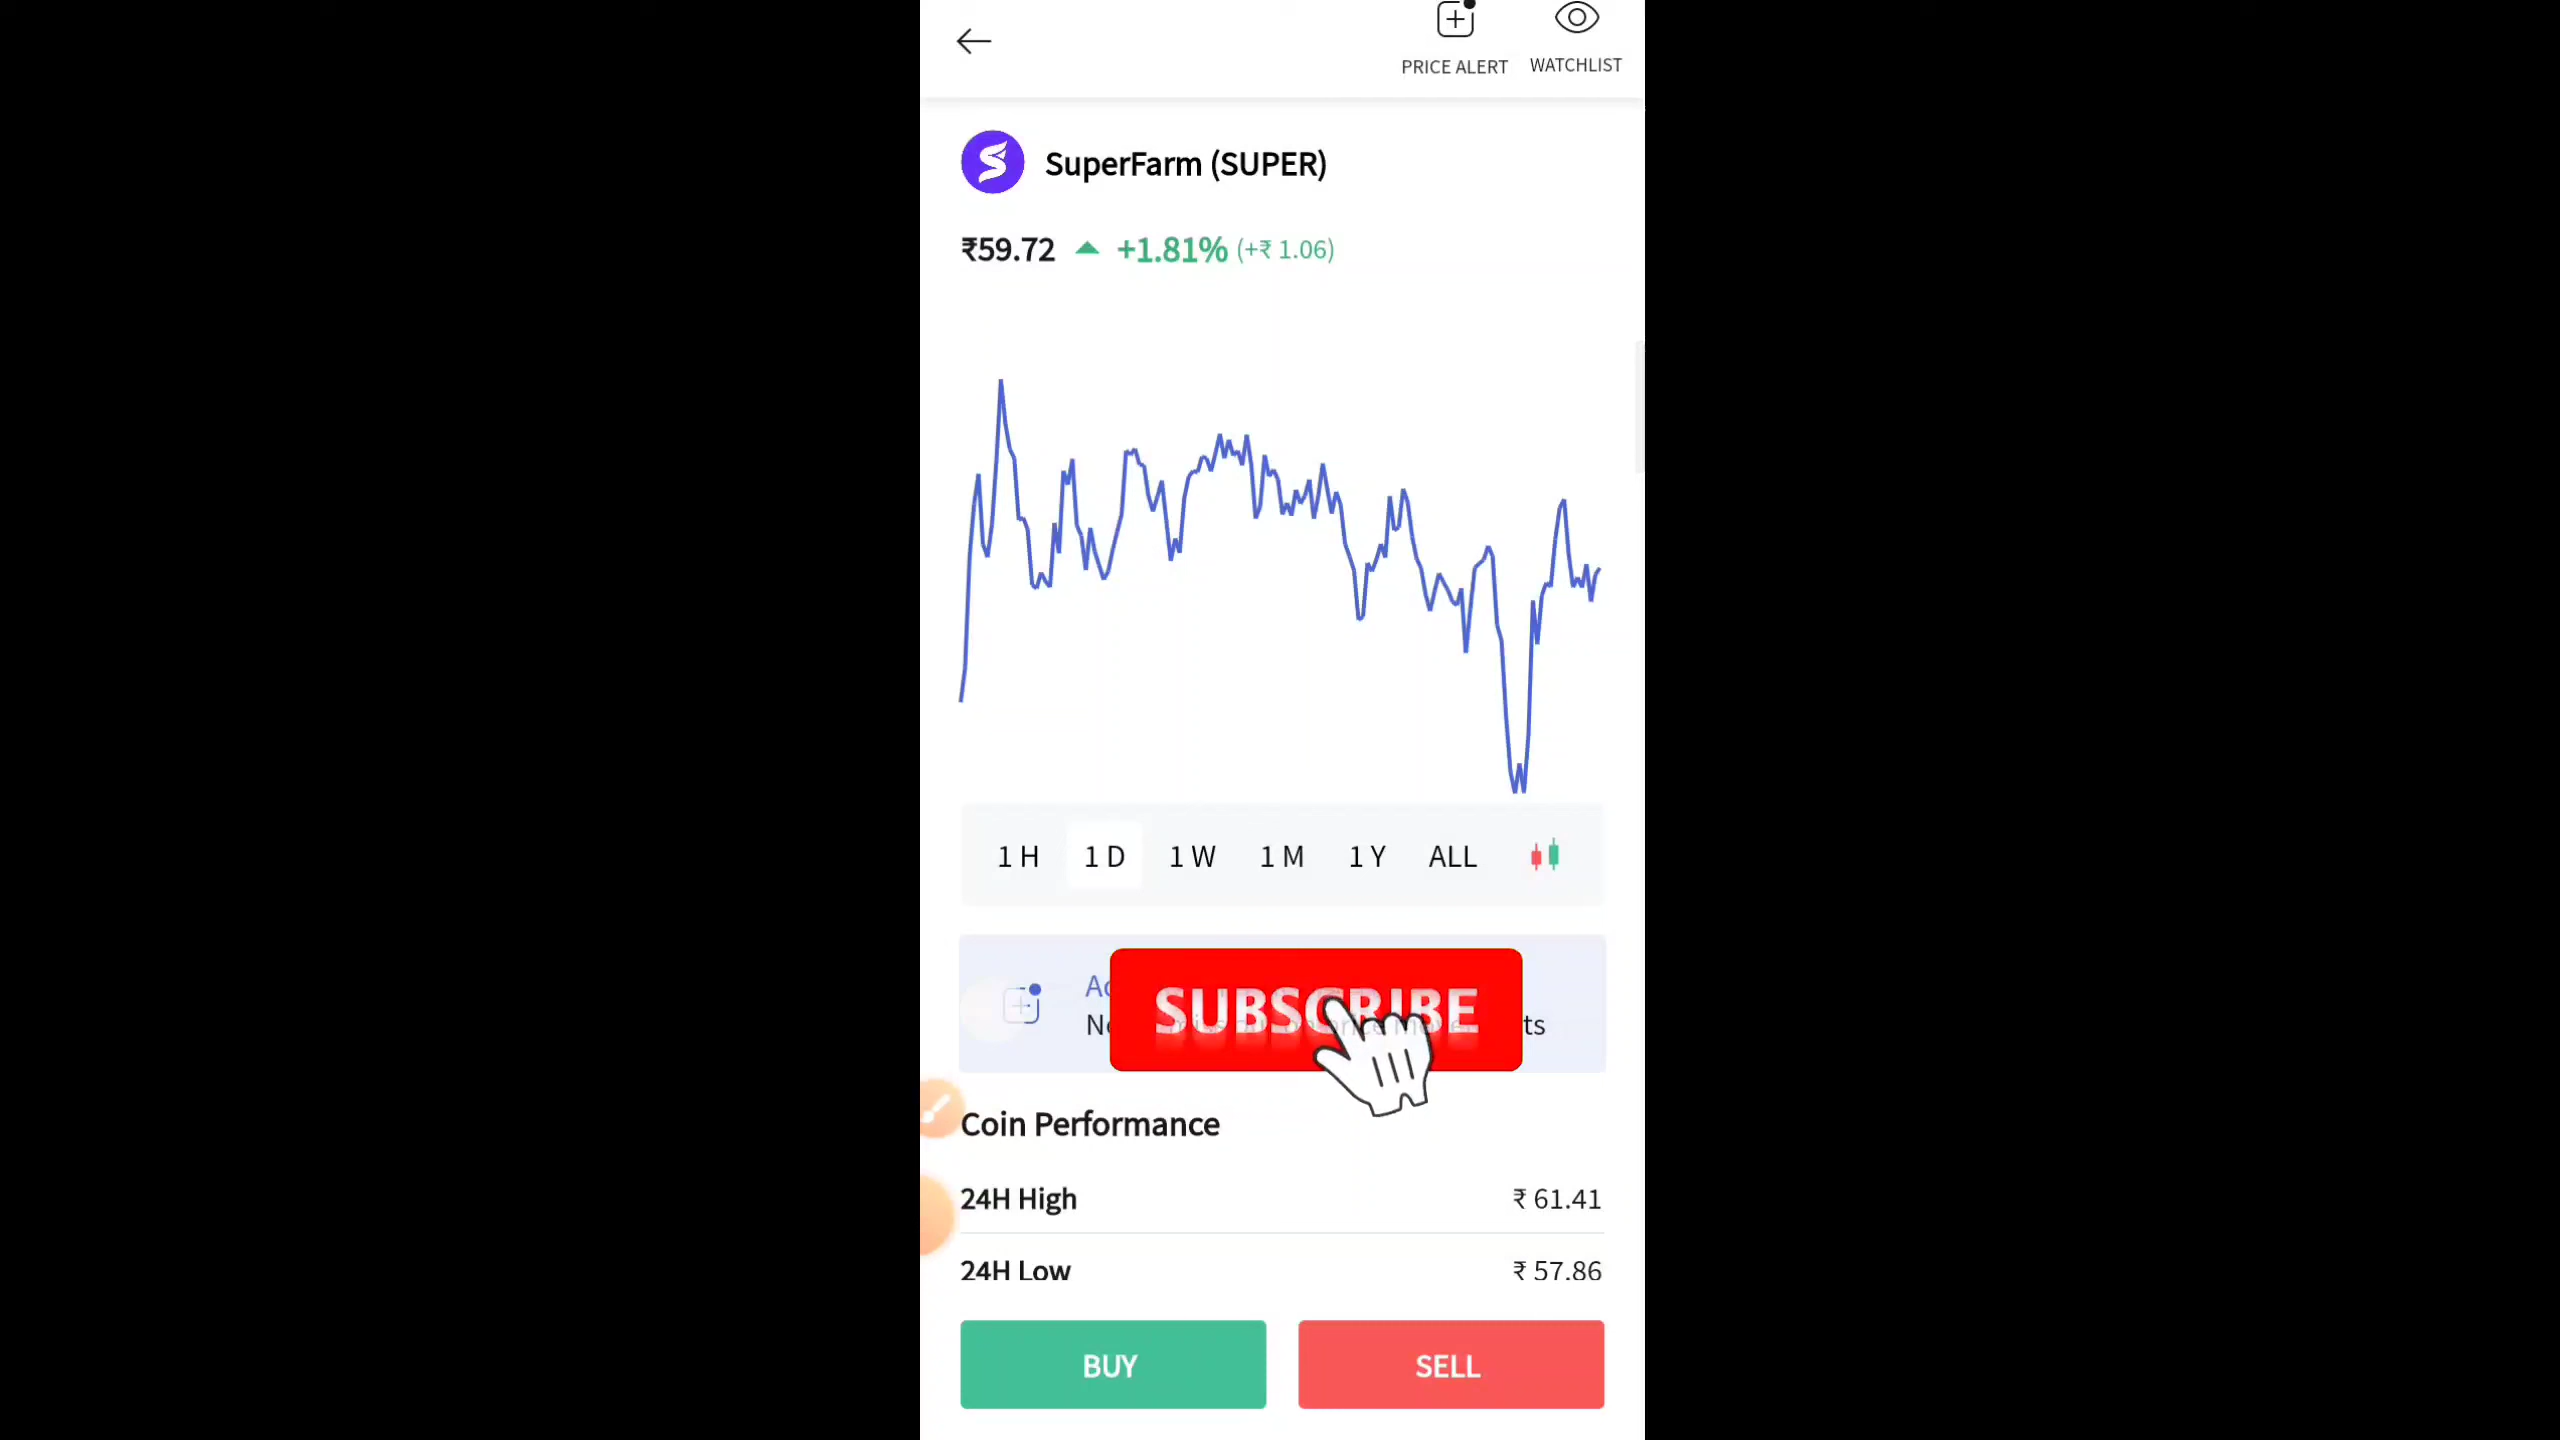 PRICE ALERT
WATCHLIST
SuperFarm (SUPER)
₹59.72 +1.81% (+₹ 1.06)
1 H 1 D 1 W 1 M 1 Y ALL
SUBSCRIBE
Coin Performance
24H High ₹ 61.41
24H Low ₹ 57.86
BUY SELL